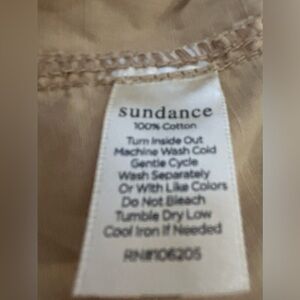 sundance
100% Cotton
Turn Inside Out
Machine Wash Cold
Gentle Cycle
Wash Separately
Or With Like Colors
Do Not Bleach
Tumble Dry Low
Cool Iron If Needed
RN#106205